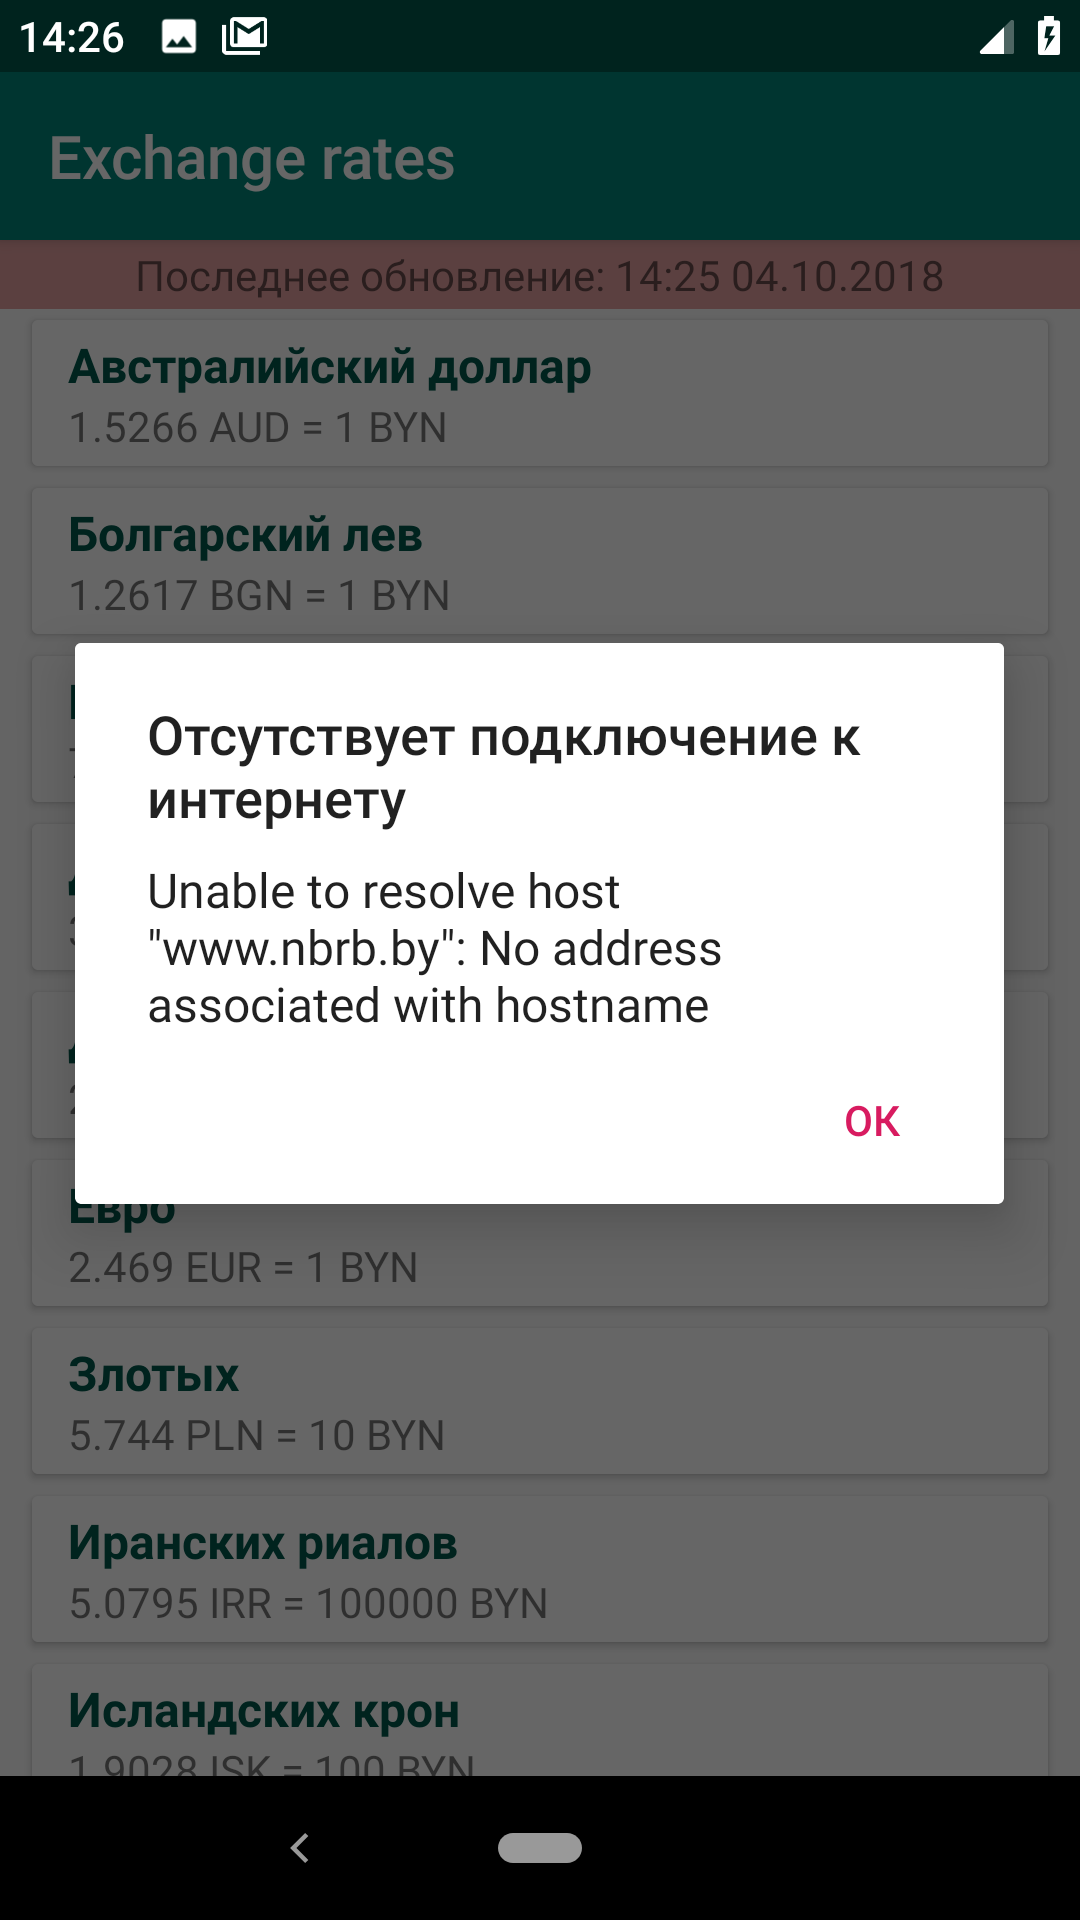 14:26
Exchange rates
Последнее обновление: 14:25 04.10.2018
Австралийский доллар
1.5266 AUD = 1 BYN
Болгарский лев
1.2617 BGN = 1 BYN
Отсутствует подключение к
интернету
Unable to resolve host
"www.nbrb.by": No address
associated with hostname
OK
Евро
2.469 EUR = 1 BYN
Злотых
5.744 PLN = 10 BYN
Иранских риалов
5.0795 IRR = 100000 BYN
Исландских крон
1.9028 ISK = 100 BYN